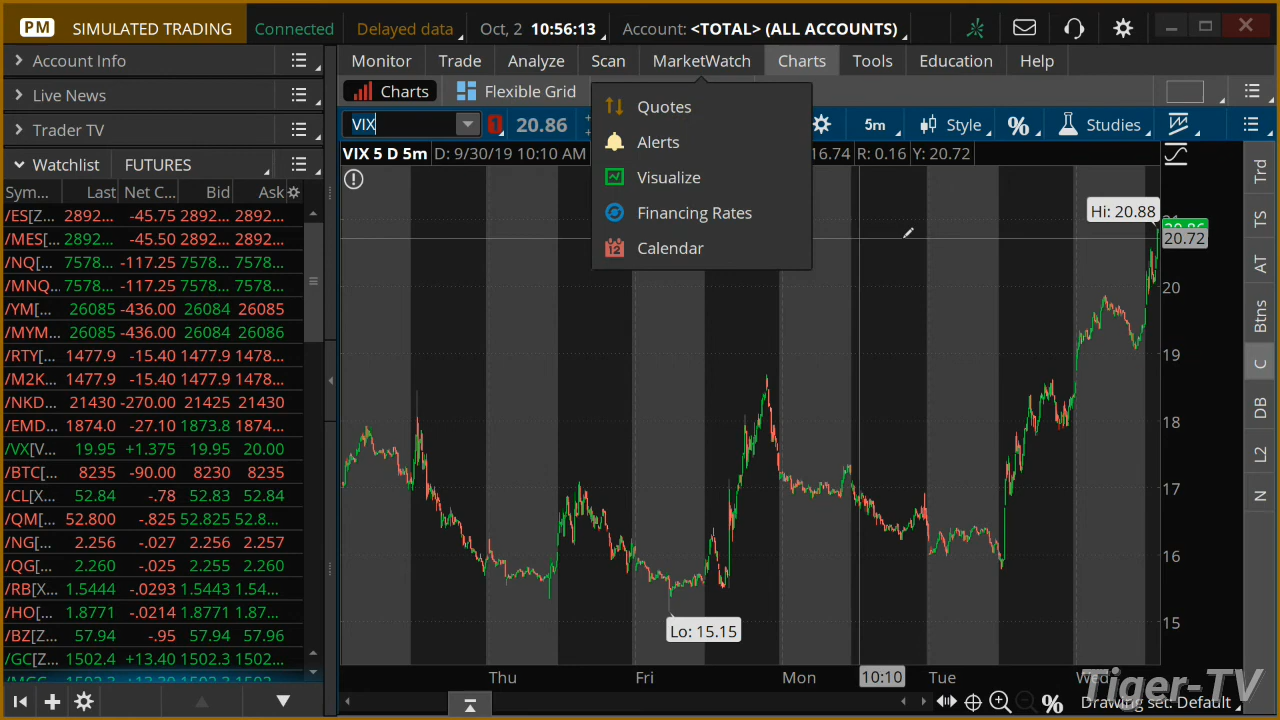 PM SIMULATED TRADING Connected Delayed data Oct, 2 10:56:13 Account: <TOTAL> (ALL ACCOUNTS)
Account Info
Live News
Trader TV
Watchlist FUTURES
Sym... Last Net C... Bid Ask
/ES[Z... 2892... -45.75 2892... 2892...
/MES[... 2892... -45.50 2892... 2892...
/NQ[... 7578... -117.25 7578... 7578...
/MNQ... 7578... -117.25 7578... 7578...
/YM[... 26085 -436.00 26084 26085
/MYM... 26085 -432.00 26084 26086
/RTY[... 1477.9 -15.40 1477.9 1478...
/M2K... 1477.9 -15.40 1477.9 1478...
/NKD... 21430 -270.00 21425 21430
/EMD... 1874.0 -27.10 1873.8 1874...
/VX[V... 19.95 +1.375 19.95 20.00
/BTC[... 8235 -90.00 8230 8235
/CL[X... 52.84 -.78 52.83 52.84
/QM[... 52.800 -.825 52.825 52.8...
/NG[... 2.256 -.027 2.256 2.257
/QG[... 2.260 -.025 2.255 2.260
/RB[X... 1.5444 -.0293 1.5443 1.54...
/HO[... 1.8771 -.0214 1.8771 1.87...
/BZ[Z... 57.94 -.95 57.94 57.96
/GC[Z... 1502.4 +13.40 1502.3 1502...
Monitor Trade Analyze Scan MarketWatch Charts Tools Education Help
Charts Flexible Grid
Quotes
Alerts
Visualize
Financing Rates
Calendar
12
VIX 1 20.86 5m Style % Studies
VIX 5 D 5m D: 9/30/19 10:10 AM 16.74 R: 0.16 Y: 20.72
Hi: 20.88
20.72
20
19
18
17
16
15
Lo: 15.15
Thu Fri Mon 10:10 Tue Wed
Trd
TS
AT
Btns
C
DB
L2
N
% Drawing set: Default
Tiger-TV